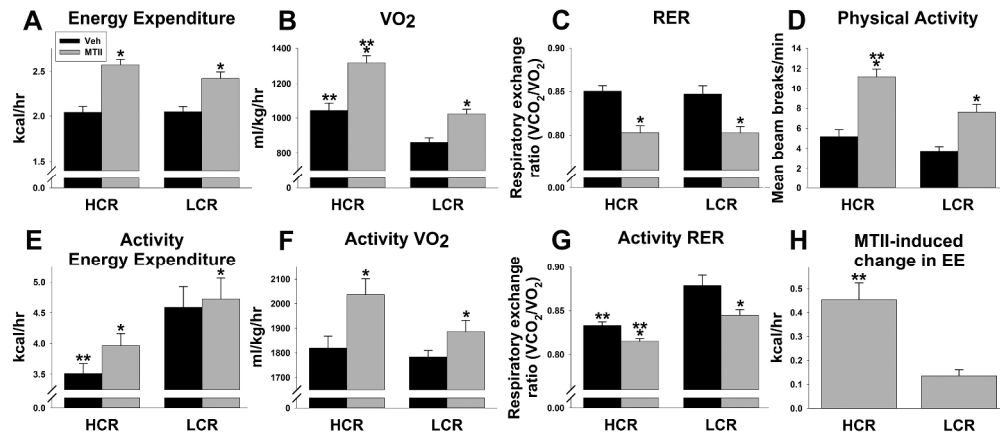 A Energy Expenditure
Veh
MTII
kcal/hr
2.5
2.0
1.5
0.00
* *
HCR LCR
B VO2
ml/kg/hr
1400
1200
1000
800
0
** ** * *
HCR LCR
C RER
Respiratory exchange
ratio (VCO2/VO2)
0.90
0.85
0.80
0.00
* *
HCR LCR
D Physical Activity
Mean beam breaks/min
14
12
10
8
6
4
2
0
** * *
HCR LCR
E Activity
Energy Expenditure
kcal/hr
4.5
4.0
3.5
0.0
** * *
HCR LCR
F Activity VO2
ml/kg/hr
2100
2000
1900
1800
1700
0
* *
HCR LCR
G Activity RER
Respiratory exchange
ratio (VCO2/VO2)
0.90
0.85
0.80
0.00
** ** * *
HCR LCR
H MTII-induced
change in EE
kcal/hr
0.5
0.4
0.3
0.2
0.1
0.0
**
HCR LCR